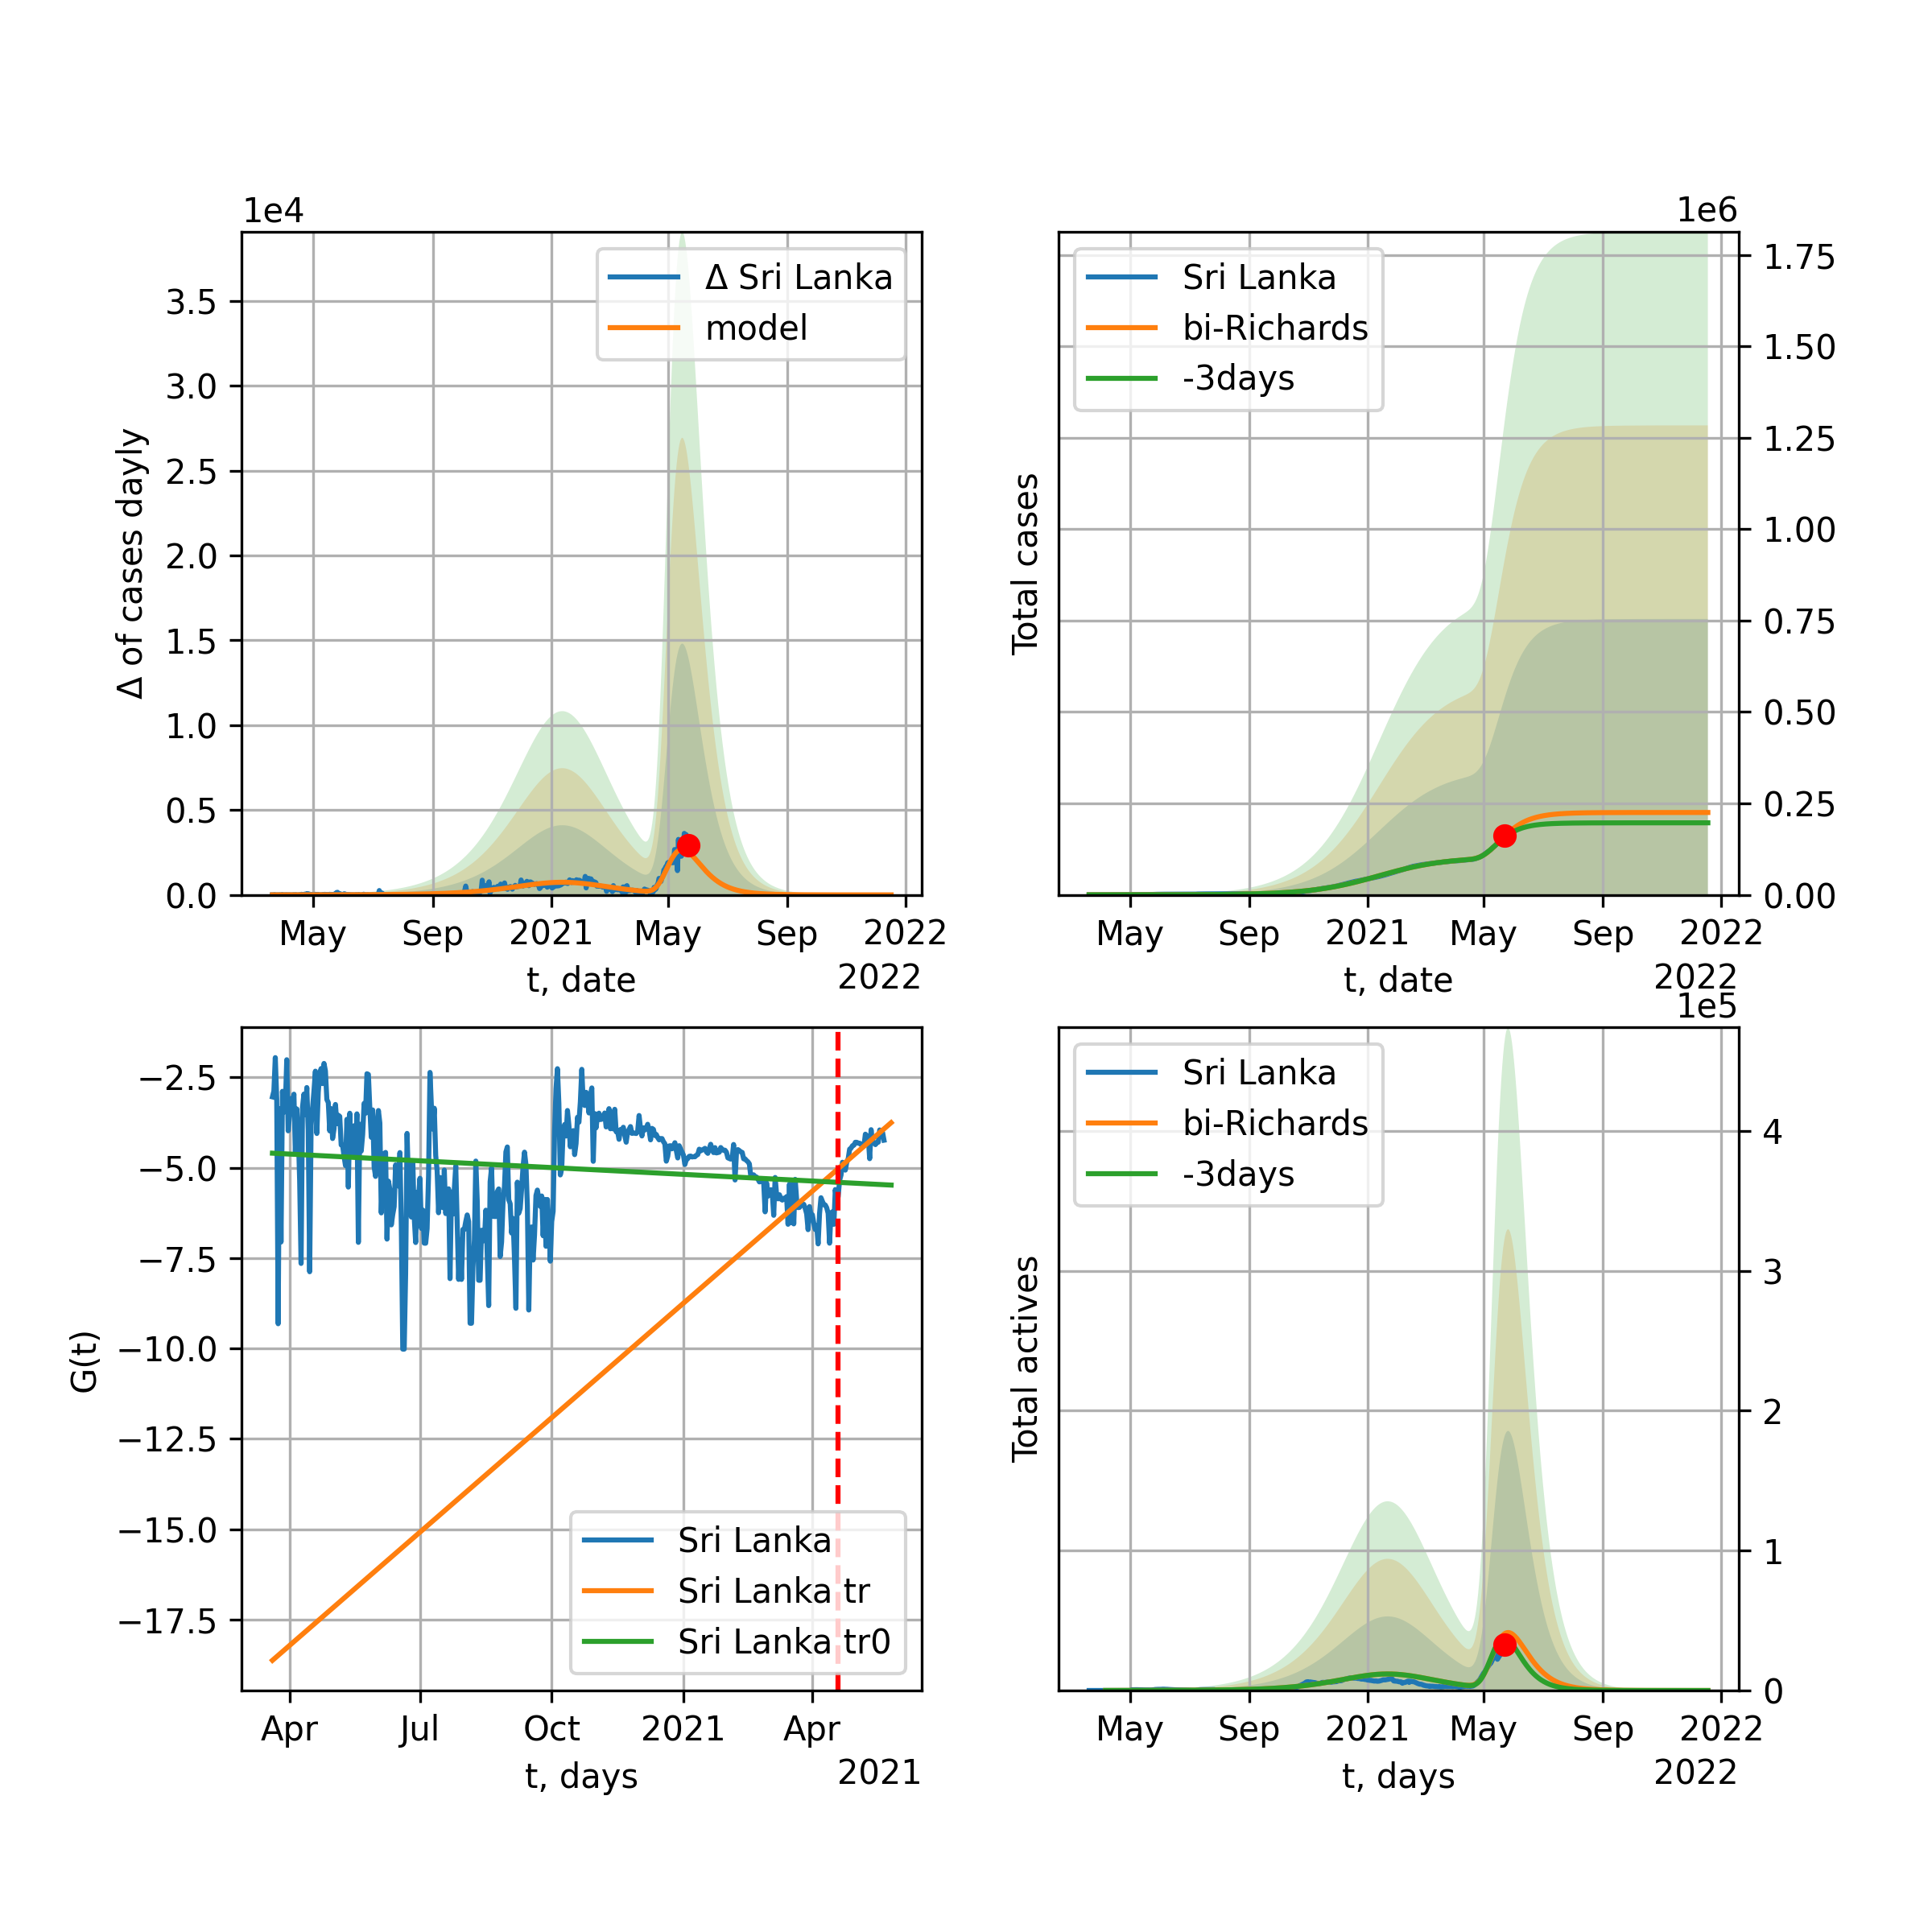 1e4
Δ Sri Lanka
model
3.5
3.0
2.5
2.0
1.5
1.0
0.5
0.0
Δ of cases dayly
May Sep 2021 May Sep 2022
t, date
2022
1e6
Sri Lanka
bi-Richards
-3days
1.75
1.50
1.25
1.00
0.75
0.50
0.25
0.00
Total cases
May Sep 2021 May Sep 2022
t, date
2022
−2.5
−5.0
−7.5
−10.0
−12.5
−15.0
−17.5
G(t)
Sri Lanka
Sri Lanka tr
Sri Lanka tr0
Apr Jul Oct 2021 Apr
t, days
2021
1e5
Sri Lanka
bi-Richards
-3days
4
3
2
1
0
Total actives
May Sep 2021 May Sep 2022
t, days
2022